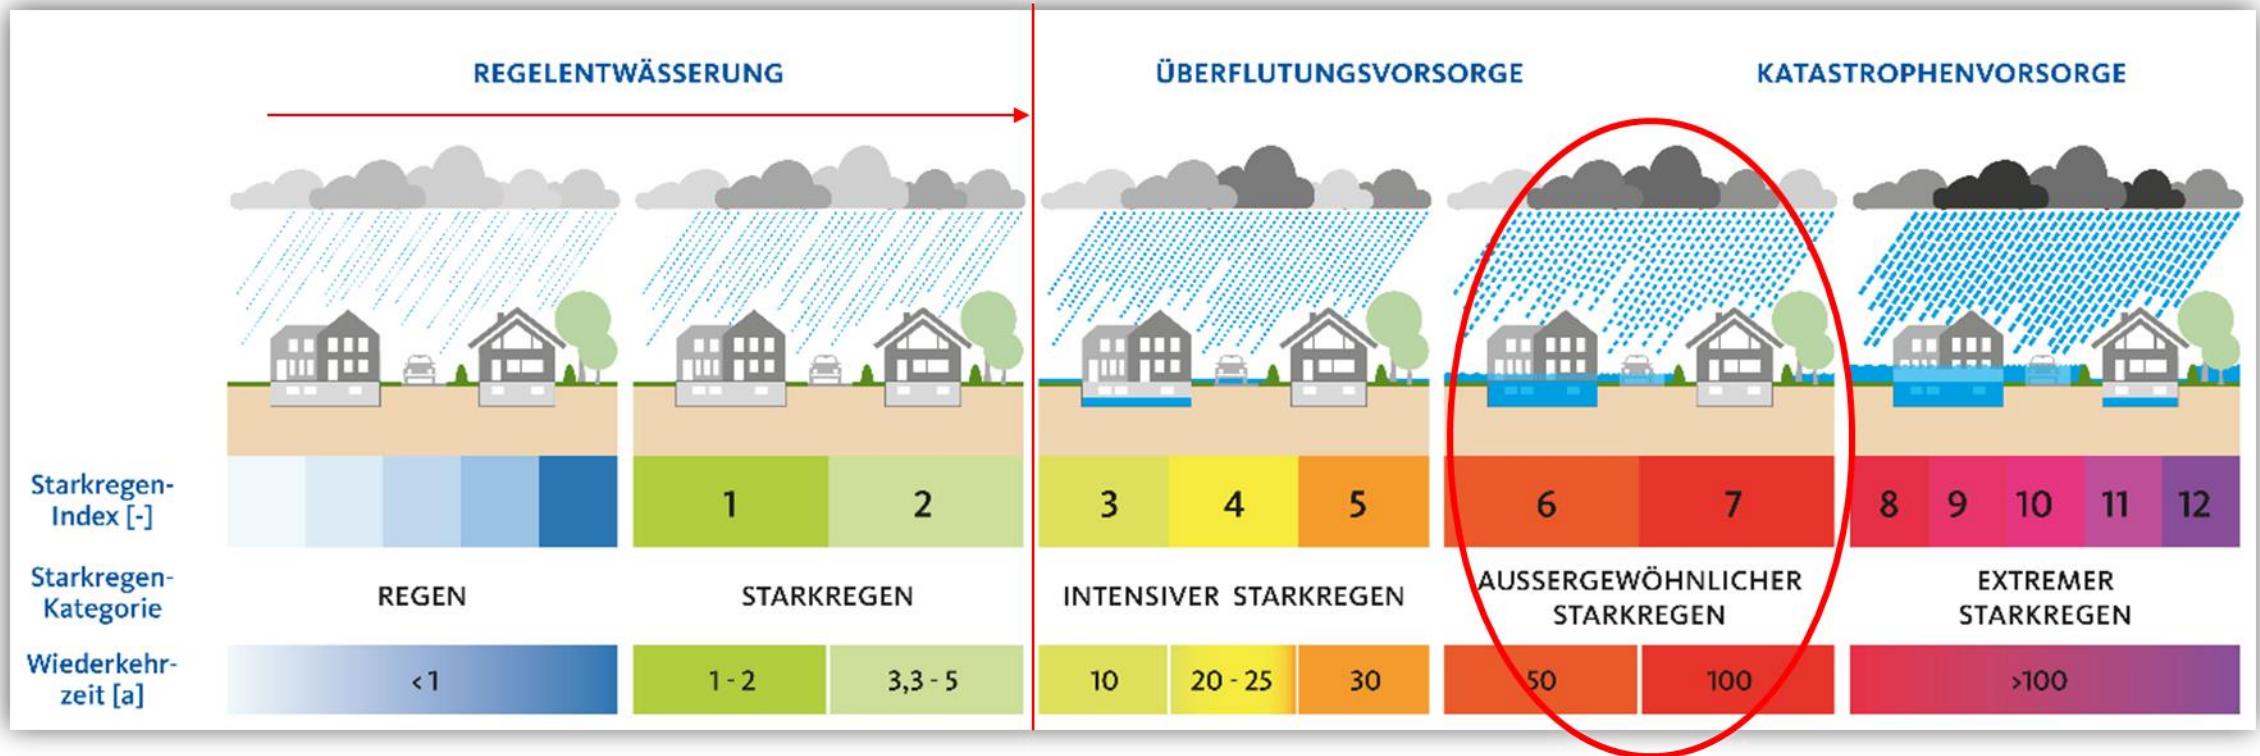 REGELENTWÄSSERUNG
ÜBERFLUTUNGSVORSORGE
KATASTROPHENVORSORGE
Starkregen-
Index [-]
1
2
3
4
5
6
7
8
9
10
11
12
Starkregen-
Kategorie
REGEN
STARKREGEN
INTENSIVER STARKREGEN
AUSSERGEWÖHNLICHER
STARKREGEN
EXTREMER
STARKREGEN
Wiederkehr-
zeit [a]
<1
1 - 2
3,3 - 5
10
20 - 25
30
50
100
>100